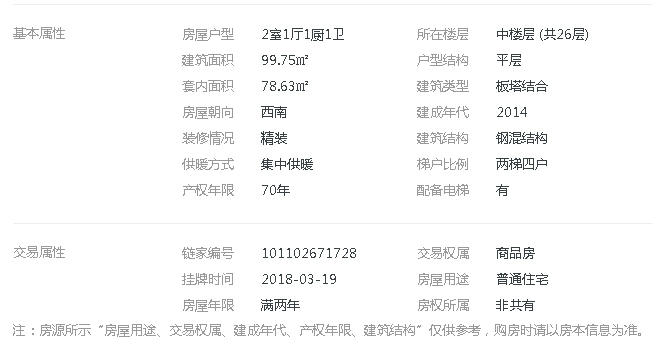 基本属性 房屋户型 2室1厅1厨1卫 所在楼层 中楼层 (共26层)
建筑面积 99.75㎡ 户型结构 平层
套内面积 78.63㎡ 建筑类型 板塔结合
房屋朝向 西南 建成年代 2014
装修情况 精装 建筑结构 钢混结构
供暖方式 集中供暖 梯户比例 两梯四户
产权年限 70年 配备电梯 有
交易属性 链家编号 101102671728 交易权属 商品房
挂牌时间 2018-03-19 房屋用途 普通住宅
房屋年限 满两年 房权所属 非共有
注：房源所示“房屋用途、交易权属、建成年代、产权年限、建筑结构”仅供参考，购房时请以房本信息为准。